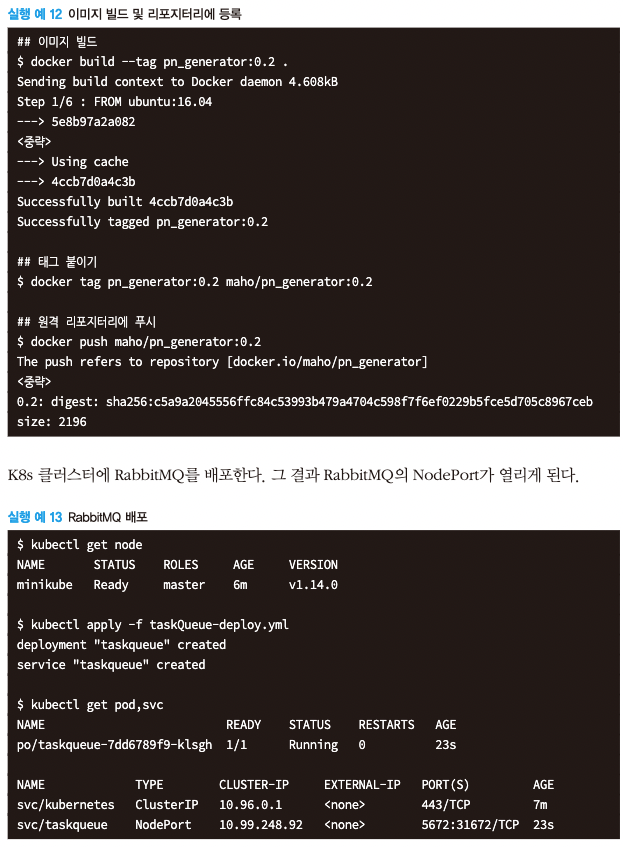 실행 예 12 이미지 빌드 및 리포지터리에 등록
## 이미지 빌드
$ docker build --tag pn_generator:0.2 .
Sending build context to Docker daemon 4.608kB
Step 1/6 : FROM ubuntu:16.04
---> 5e8b97a2a082
<중략>
---> Using cache
---> 4ccb7d0a4c3b
Successfully built 4ccb7d0a4c3b
Successfully tagged pn_generator:0.2
## 태그 붙이기
$ docker tag pn_generator:0.2 maho/pn_generator:0.2
## 원격 리포지터리에 푸시
$ docker push maho/pn_generator:0.2
The push refers to repository [docker.io/maho/pn_generator]
<중략>
0.2: digest: sha256:c5a9a2045556ffc84c53993b479a4704c598f7f6ef0229b5fce5d705c8967ceb
size: 2196
K8s 클러스터에 RabbitMQ를 배포한다. 그 결과 RabbitMQ의 NodePort가 열리게 된다.
실행 예 13 RabbitMQ 배포
$ kubectl get node
NAME STATUS ROLES AGE VERSION
minikube Ready master 6m v1.14.0
$ kubectl apply -f taskQueue-deploy.yml
deployment "taskqueue" created
service "taskqueue" created
$ kubectl get pod,svc
NAME READY STATUS RESTARTS AGE
po/taskqueue-7dd6789f9-klsgh 1/1 Running 0 23s
NAME TYPE CLUSTER-IP EXTERNAL-IP PORT(S) AGE
svc/kubernetes ClusterIP 10.96.0.1 <none> 443/TCP 7m
svc/taskqueue NodePort 10.99.248.92 <none> 5672:31672/TCP 23s